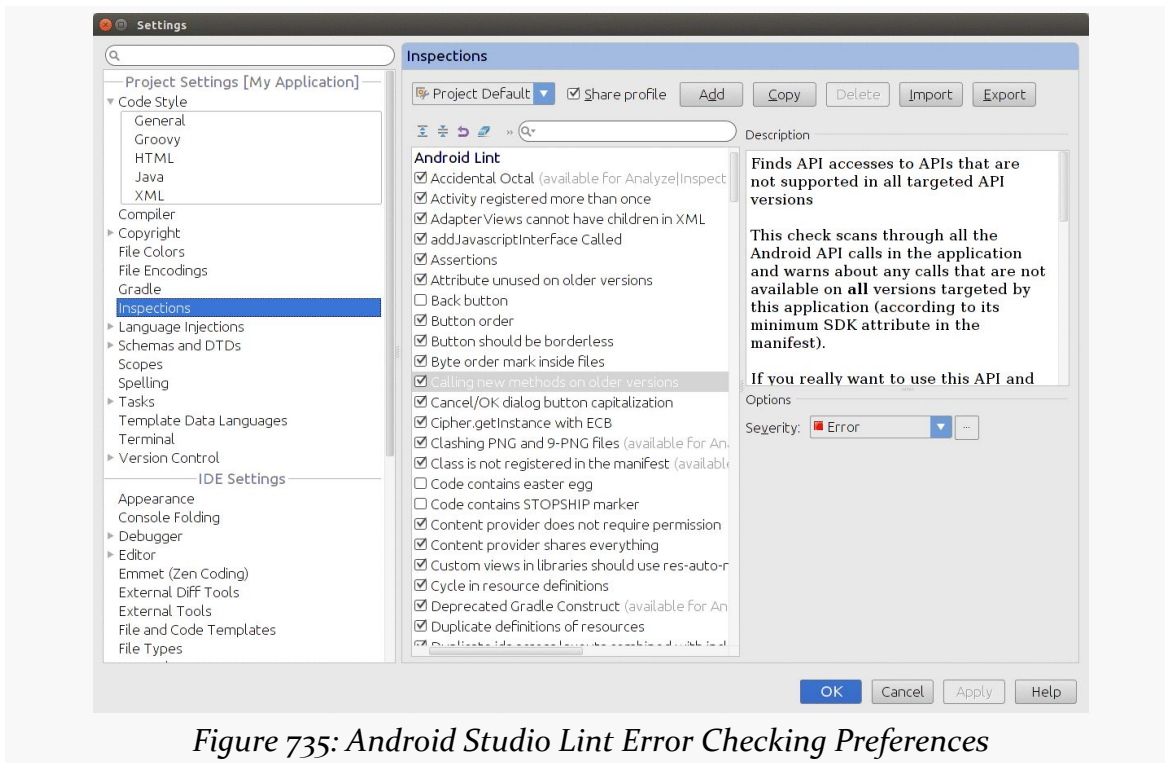 Settings
Project Settings [My Application]
Code Style
General
Groovy
HTML
Java
XML
Compiler
Copyright
File Colors
File Encodings
Gradle
Inspections
Language Injections
Schemas and DTDs
Scopes
Spelling
Tasks
Template Data Languages
Terminal
Version Control
IDE Settings
Appearance
Console Folding
Debugger
Editor
Emmet (Zen Coding)
External Diff Tools
External Tools
File and Code Templates
File Types
Inspections
Project Default
Share profile
Add
Copy
Delete
Import
Export
»
Android Lint
Accidental Octal (available for Analyze|Inspect
Activity registered more than once
AdapterViews cannot have children in XML
addJavascriptInterface Called
Assertions
Attribute unused on older versions
Back button
Button order
Button should be borderless
Byte order mark inside files
Calling new methods on older versions
Cancel/OK dialog button capitalization
Cipher.getInstance with ECB
Clashing PNG and 9-PNG files (available for An
Class is not registered in the manifest (availabl
Code contains easter egg
Code contains STOPSHIP marker
Content provider does not require permission
Content provider shares everything
Custom views in libraries should use res-auto-n
Cycle in resource definitions
Deprecated Gradle Construct (available for An
Duplicate definitions of resources
Description
Finds API accesses to APIs that are
not supported in all targeted API
versions
This check scans through all the
Android API calls in the application
and warns about any calls that are not
available on all versions targeted by
this application (according to its
minimum SDK attribute in the
manifest).
If you really want to use this API and
Options
Severity:
Error
...
OK
Cancel
Apply
Help
Figure 735: Android Studio Lint Error Checking Preferences